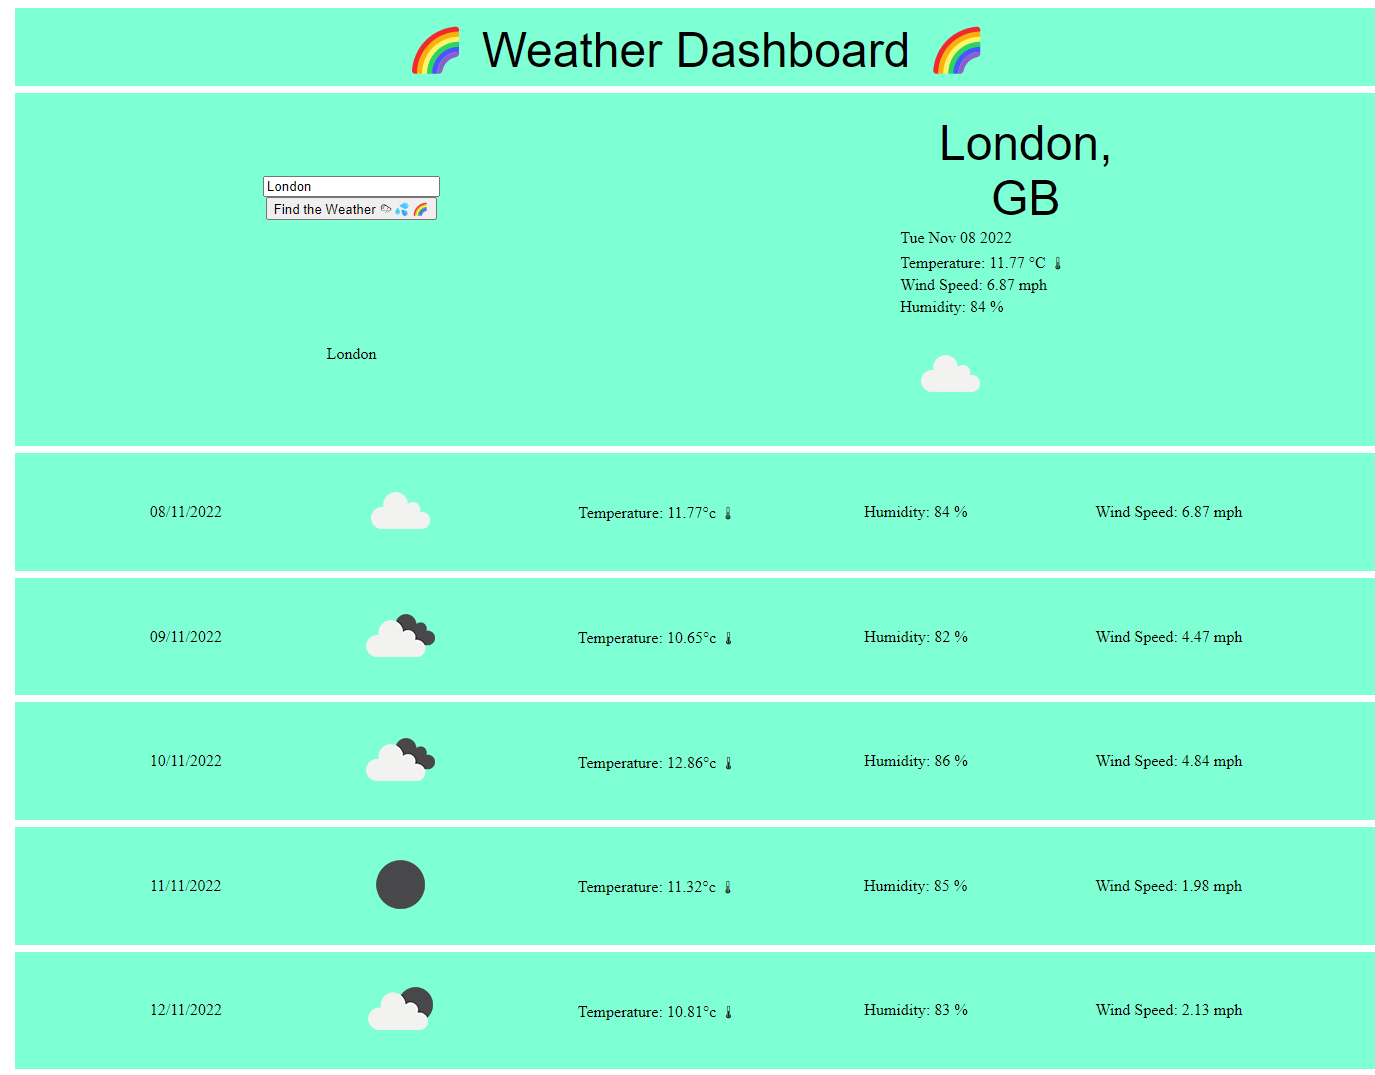 Weather Dashboard
London
Find the Weather
London
London,
GB
Tue Nov 08 2022
Temperature: 11.77 °C
Wind Speed: 6.87 mph
Humidity: 84 %
08/11/2022 Temperature: 11.77°c Humidity: 84 % Wind Speed: 6.87 mph
09/11/2022 Temperature: 10.65°c Humidity: 82 % Wind Speed: 4.47 mph
10/11/2022 Temperature: 12.86°c Humidity: 86 % Wind Speed: 4.84 mph
11/11/2022 Temperature: 11.32°c Humidity: 85 % Wind Speed: 1.98 mph
12/11/2022 Temperature: 10.81°c Humidity: 83 % Wind Speed: 2.13 mph